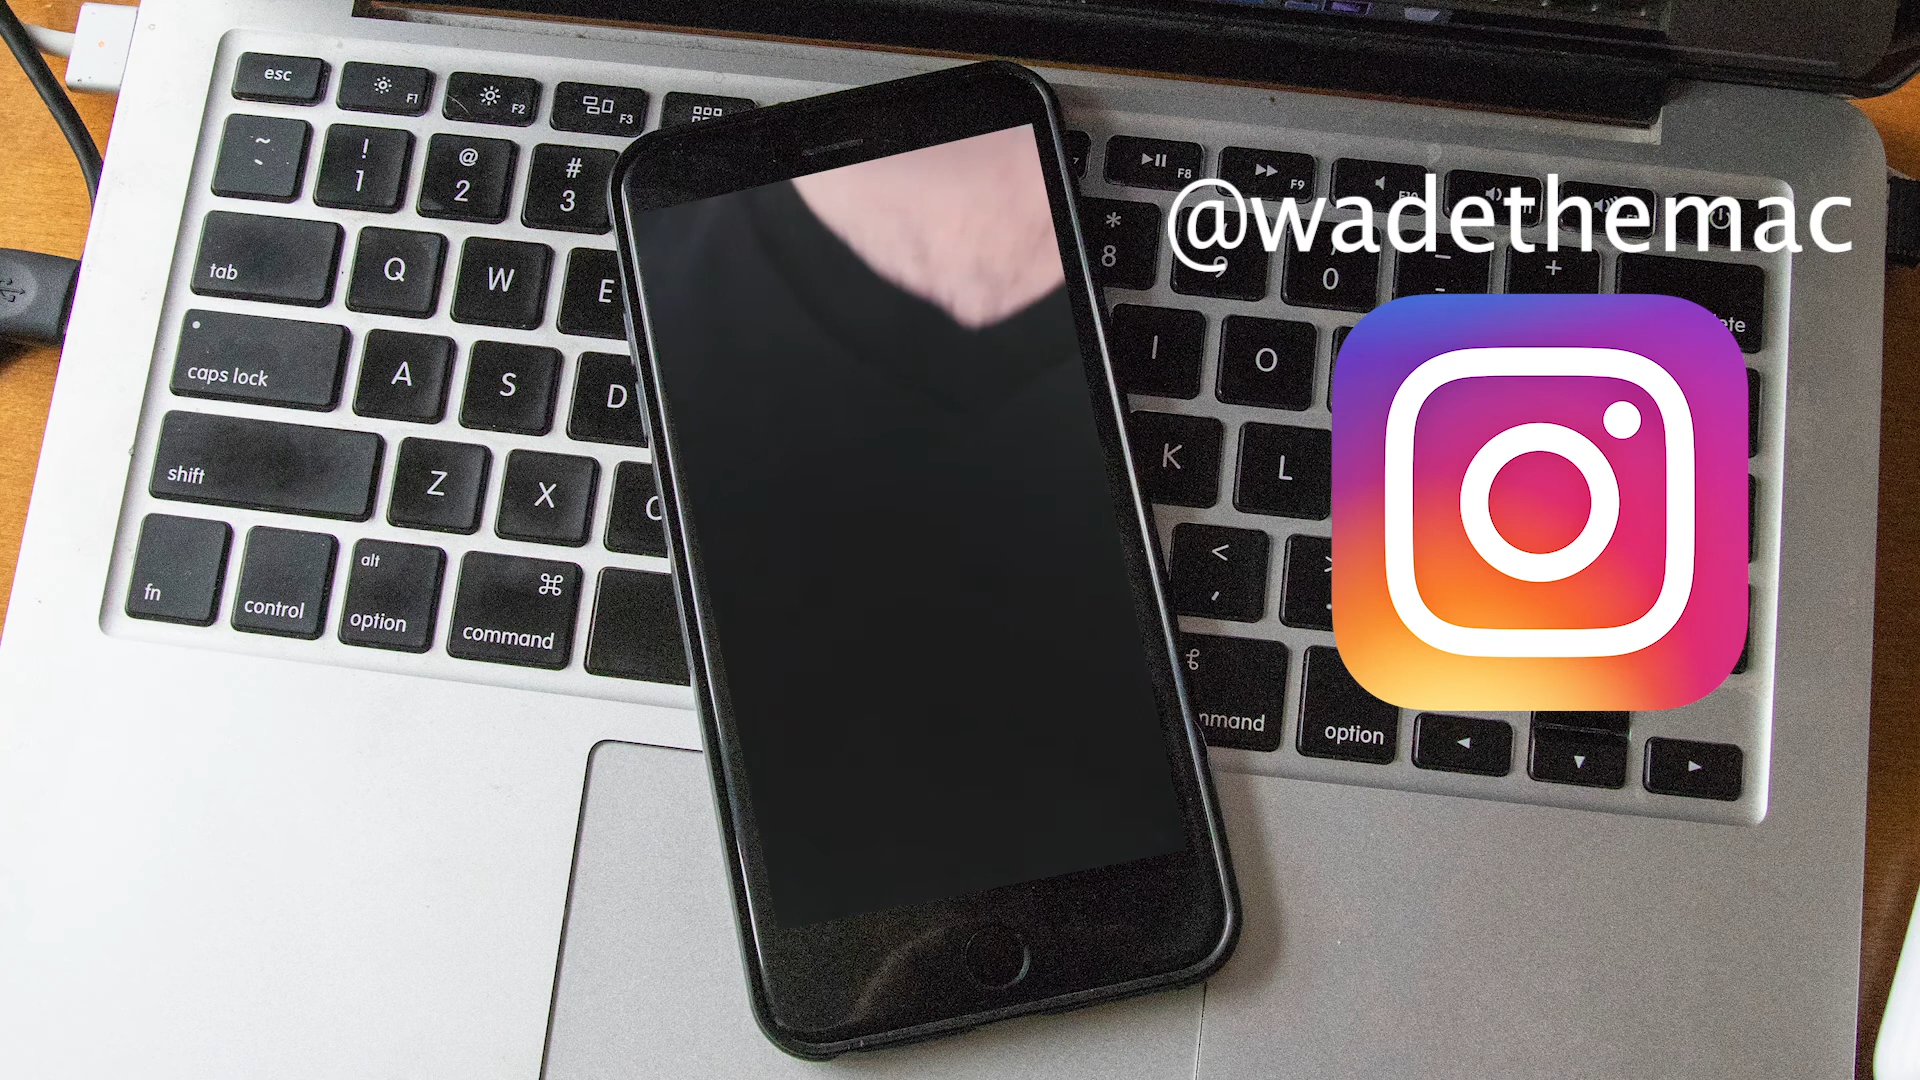 esc
F1
F2
F3
F8
F9
@wadethemac
~
`
!
1
@
2
#
3
*
8
9
0
_
-
+
tab
Q
W
E
I
O
caps lock
A
S
D
K
L
shift
Z
X
<
,
fn
control
alt
option
⌘
command
⌘
option